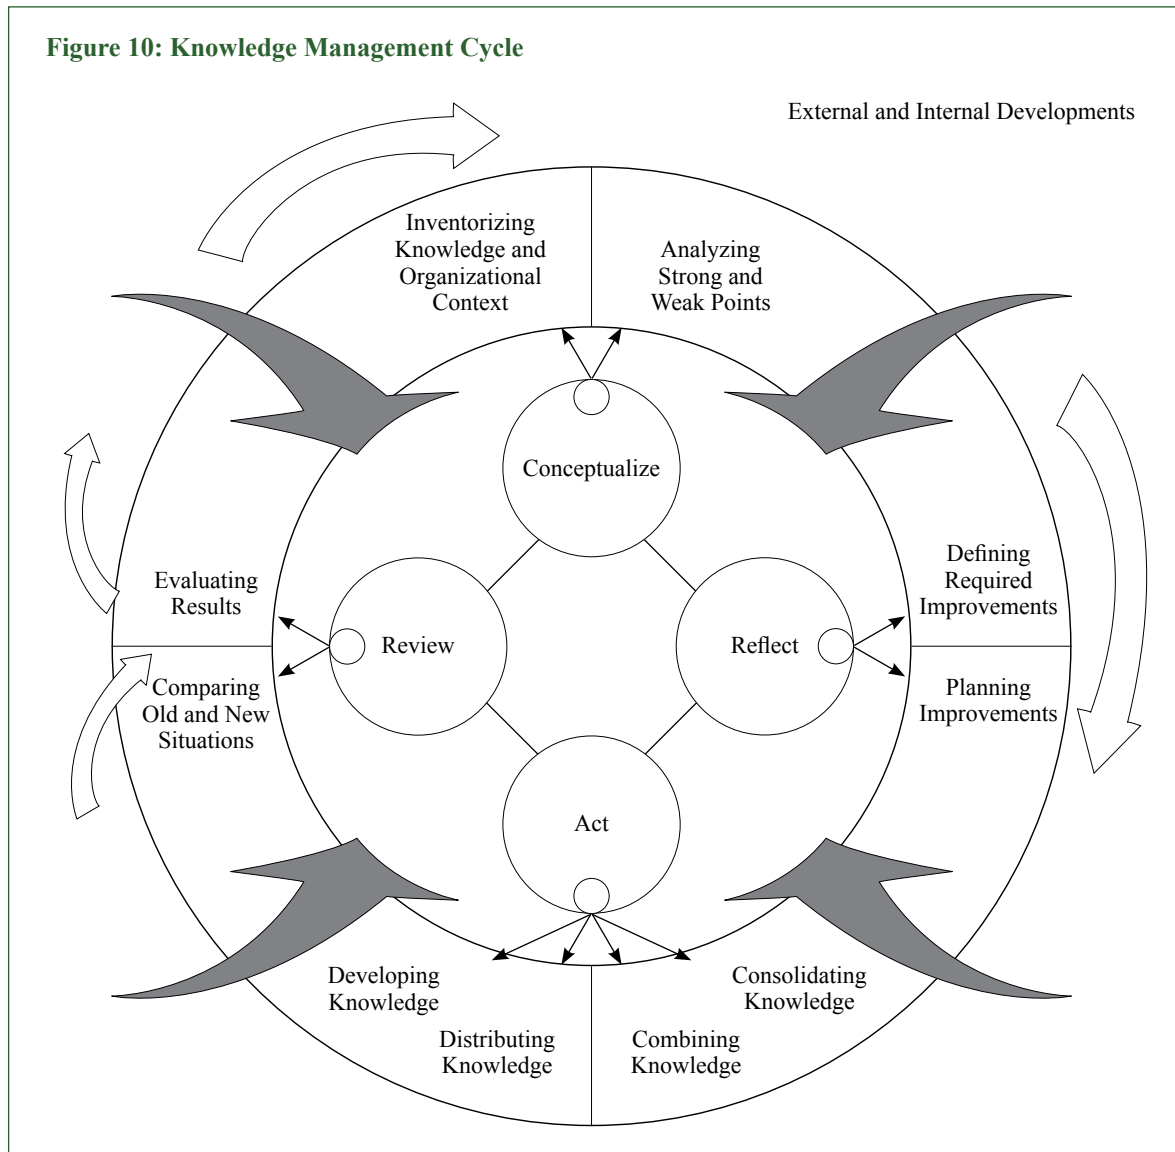 Figure 10: Knowledge Management Cycle
External and Internal Developments
Inventorizing
Knowledge and
Organizational
Context
Analyzing
Strong and
Weak Points
Conceptualize
Evaluating
Results
Review
Reflect
Defining
Required
Improvements
Comparing
Old and New
Situations
Planning
Improvements
Act
Developing
Knowledge
Distributing
Knowledge
Combining
Knowledge
Consolidating
Knowledge